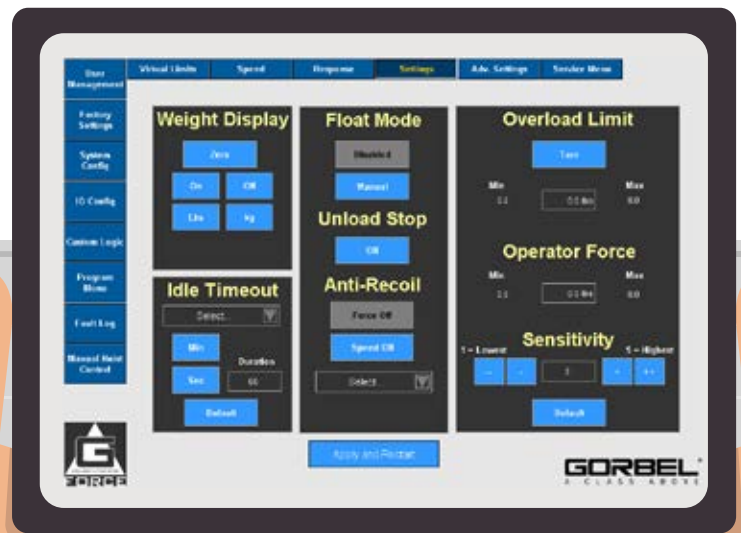 User Management
Virtual Limits Speed Response Settings Adv. Settings Service Menu
Factory Settings
System Config
IO Config
Custom Logic
Program Menu
Fault Log
Manual Hoist Control
Weight Display
Zero
On Off
Lbs kg
Idle Timeout
Select
Min
Sec
Duration
Default
Float Mode
Disabled
Manual
Unload Stop
Off
Anti-Recoil
Force Off
Speed Off
Select
Overload Limit
Tare
Min Max
Operator Force
Min Max
Sensitivity
1 = Lowest 5 = Highest
-- - + ++
Default
Apply and Restart
G
FORCE
GORBEL
A CLASS ABOVE